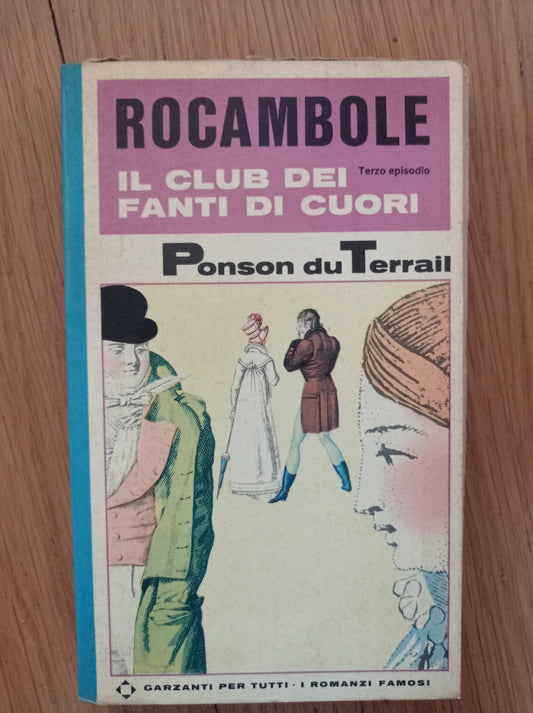 ROCAMBOLE
Terzo episodio
IL CLUB DEI
FANTI DI CUORI
Ponson du Terrail
GARZANTI PER TUTTI · I ROMANZI FAMOSI